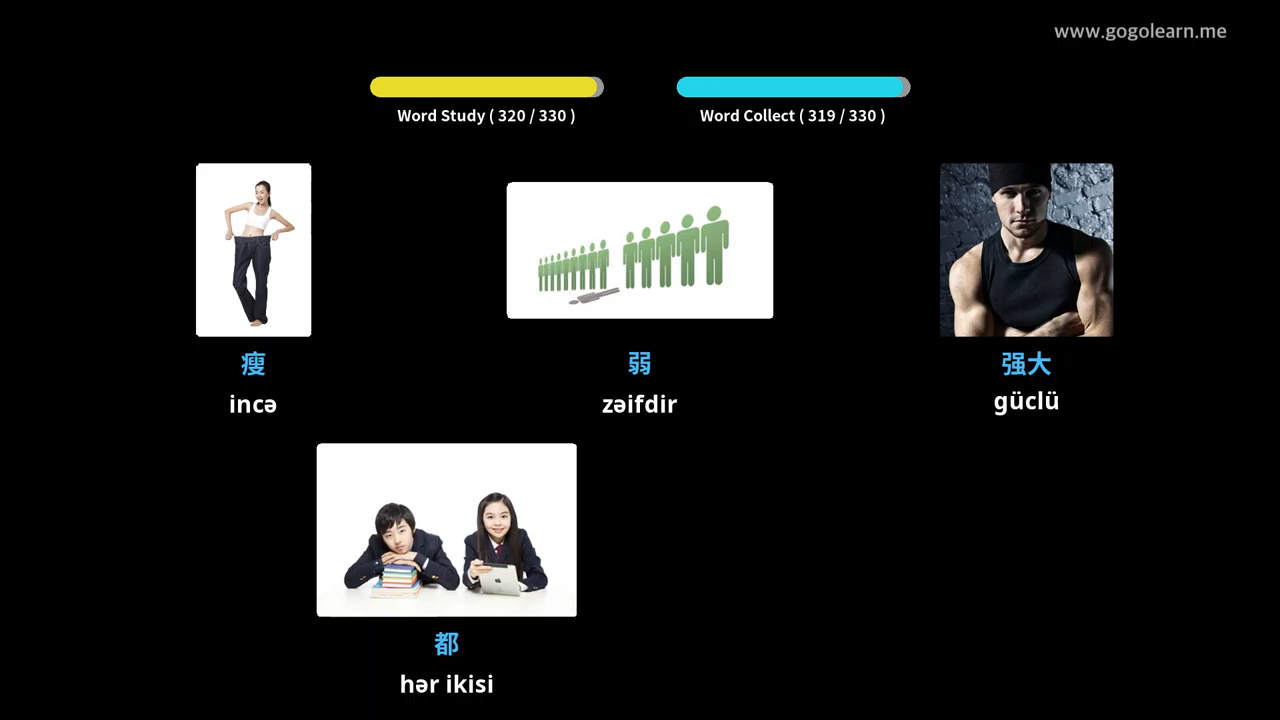 www.gogolearn.me
Word Study ( 320 / 330 )
Word Collect ( 319 / 330 )
瘦
弱
强大
incə
zəifdir
güclü
都
hər ikisi